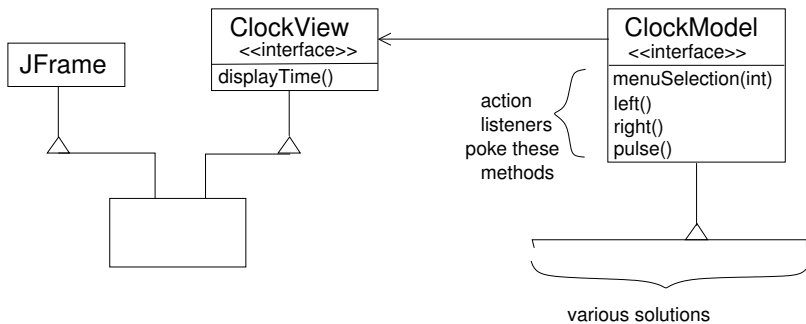 JFrame
ClockView
<<interface>>
displayTime()
ClockModel
<<interface>>
menuSelection(int)
left()
right()
pulse()
action
listeners
poke these
methods
various solutions